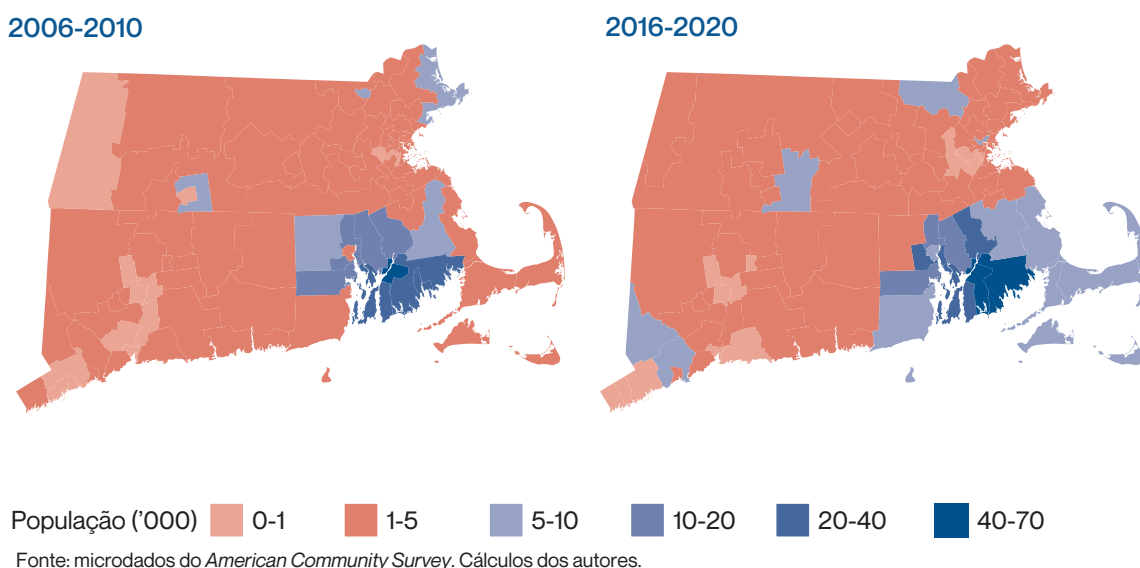 2006-2010
2016-2020
População ('000) 0-1 1-5 5-10 10-20 20-40 40-70
Fonte: microdados do American Community Survey. Cálculos dos autores.